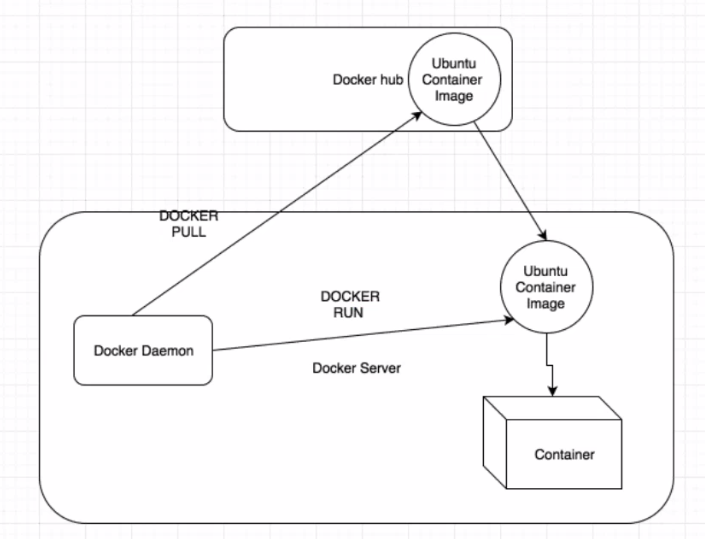 Docker hub
Ubuntu
Container
Image
DOCKER
PULL
Ubuntu
Container
Image
DOCKER
RUN
Docker Daemon
Docker Server
Container